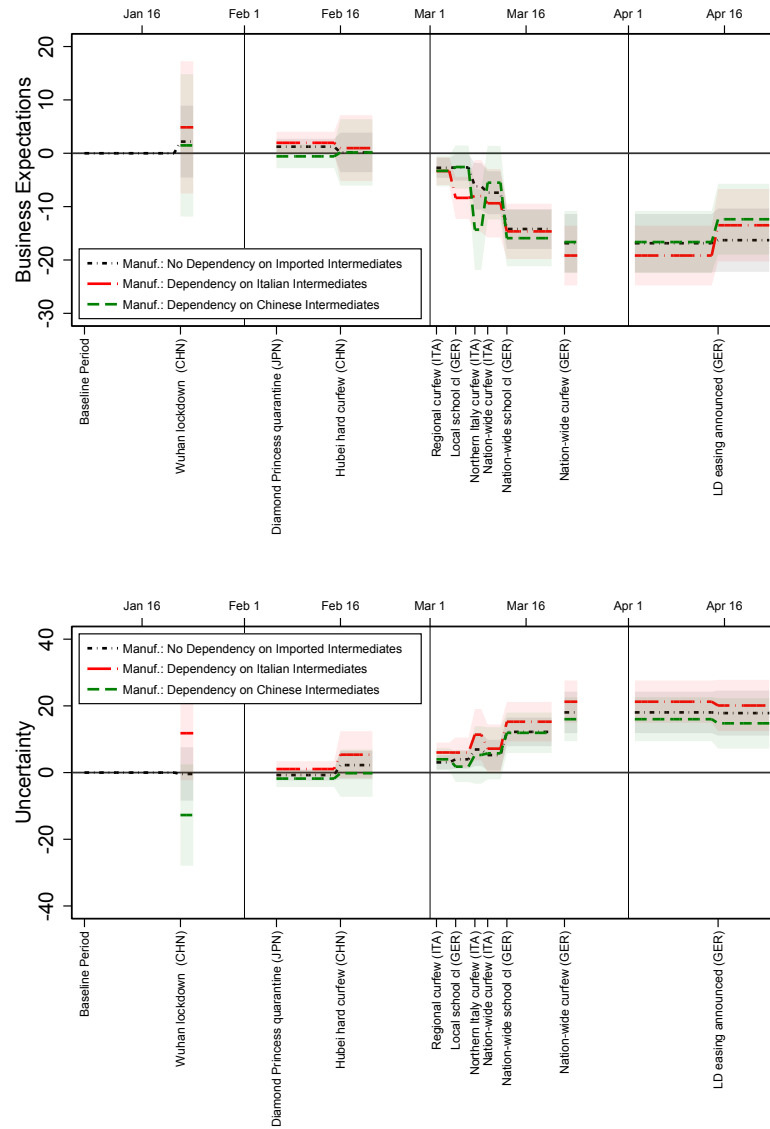 Jan 16 Feb 1 Feb 16 Mar 1 Mar 16 Apr 1 Apr 16
Business Expectations
20
10
0
-10
-20
-30
Manuf.: No Dependency on Imported Intermediates
Manuf.: Dependency on Italian Intermediates
Manuf.: Dependency on Chinese Intermediates
Baseline Period
Wuhan lockdown (CHN)
Diamond Princess quarantine (JPN)
Hubei hard curfew (CHN)
Regional curfew (ITA)
Local school cl (GER)
Northern Italy curfew (ITA)
Nation-wide curfew (ITA)
Nation-wide school cl (GER)
Nation-wide curfew (GER)
LD easing announced (GER)
Jan 16 Feb 1 Feb 16 Mar 1 Mar 16 Apr 1 Apr 16
Uncertainty
40
20
0
-20
-40
Manuf.: No Dependency on Imported Intermediates
Manuf.: Dependency on Italian Intermediates
Manuf.: Dependency on Chinese Intermediates
Baseline Period
Wuhan lockdown (CHN)
Diamond Princess quarantine (JPN)
Hubei hard curfew (CHN)
Regional curfew (ITA)
Local school cl (GER)
Northern Italy curfew (ITA)
Nation-wide curfew (ITA)
Nation-wide school cl (GER)
Nation-wide curfew (GER)
LD easing announced (GER)